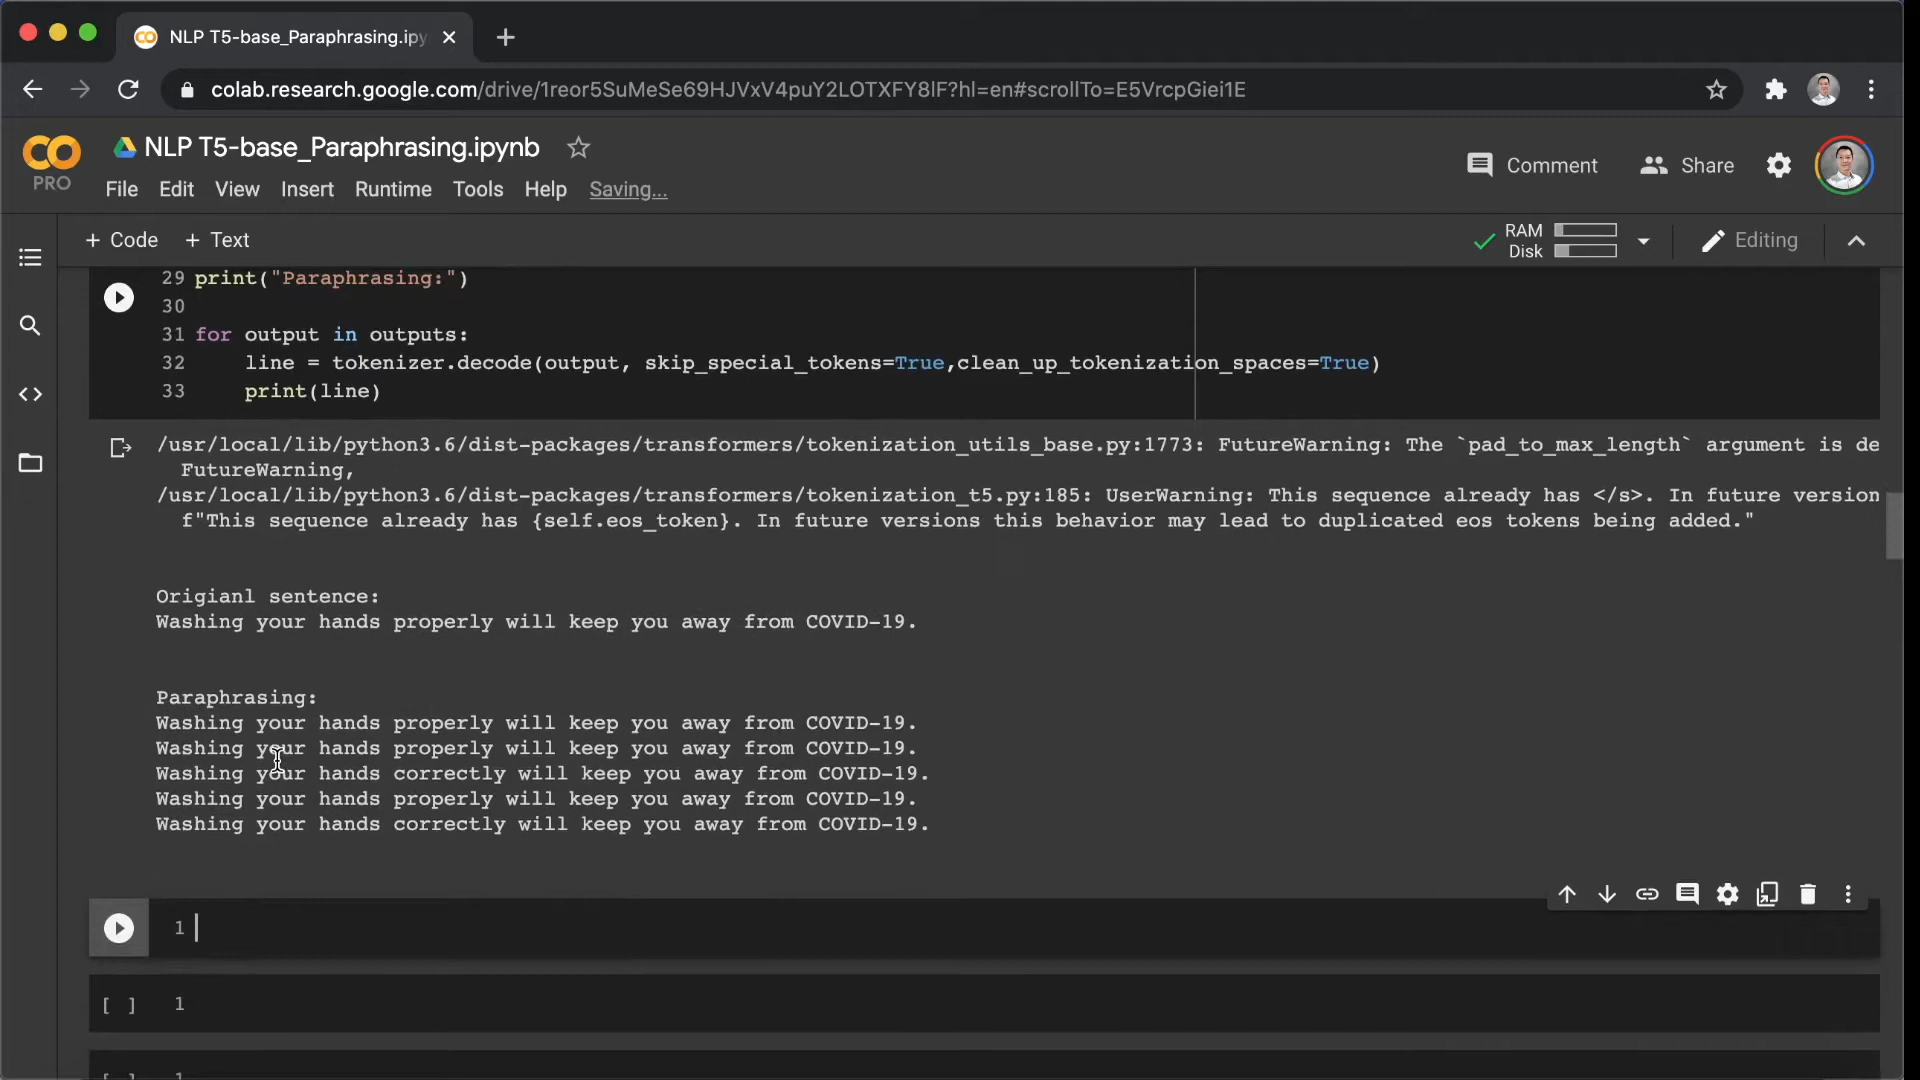 NLP T5-base_Paraphrasing.ipy
colab.research.google.com/drive/1reor5SuMeSe69HJVxV4puY2LOTXFY8lF?hl=en#scrollTo=E5VrcpGiei1E
CO PRO
NLP T5-base_Paraphrasing.ipynb
File Edit View Insert Runtime Tools Help Saving...
Comment Share
+ Code + Text
RAM
Disk
Editing
29 print("Paraphrasing:")
30
31 for output in outputs:
32     line = tokenizer.decode(output, skip_special_tokens=True,clean_up_tokenization_spaces=True)
33     print(line)
/usr/local/lib/python3.6/dist-packages/transformers/tokenization_utils_base.py:1773: FutureWarning: The `pad_to_max_length` argument is de
FutureWarning,
/usr/local/lib/python3.6/dist-packages/transformers/tokenization_t5.py:185: UserWarning: This sequence already has </s>. In future version
f"This sequence already has {self.eos_token}. In future versions this behavior may lead to duplicated eos tokens being added."
Origianl sentence:
Washing your hands properly will keep you away from COVID-19.
Paraphrasing:
Washing your hands properly will keep you away from COVID-19.
Washing your hands properly will keep you away from COVID-19.
Washing your hands correctly will keep you away from COVID-19.
Washing your hands properly will keep you away from COVID-19.
Washing your hands correctly will keep you away from COVID-19.
1
[ ] 1